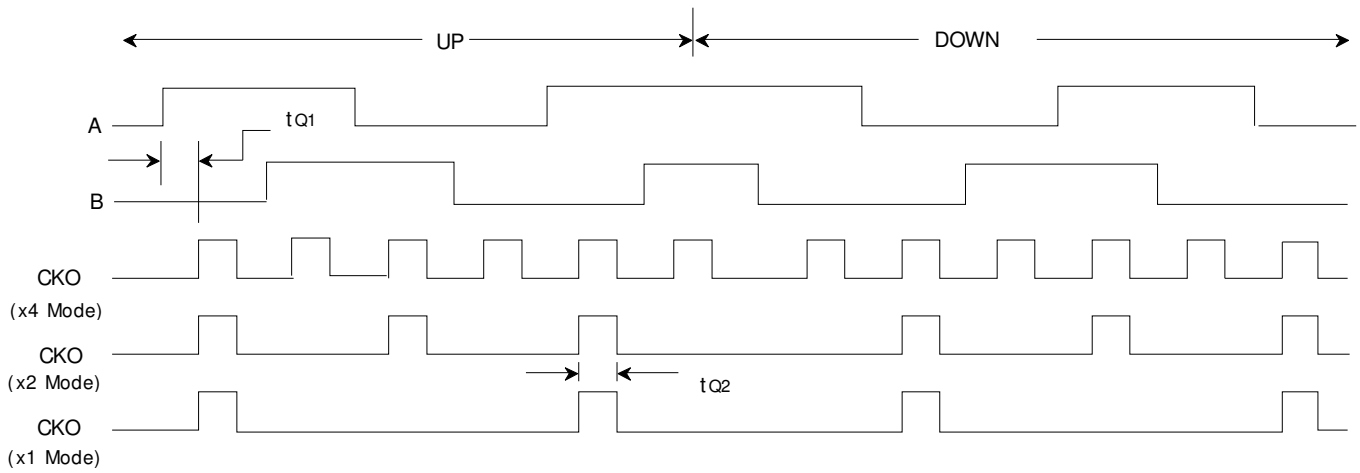 UP
DOWN
A
tQ1
B
CKO
(x4 Mode)
CKO
(x2 Mode)
tQ2
CKO
(x1 Mode)